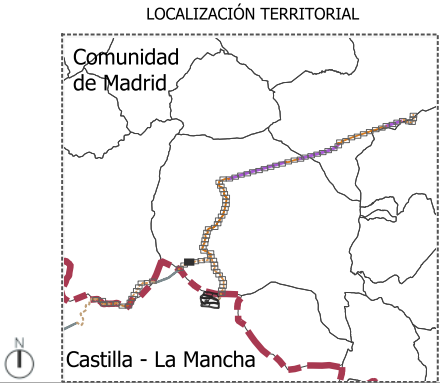 LOCALIZACIÓN TERRITORIAL
Comunidad
de Madrid
N
Castilla - La Mancha